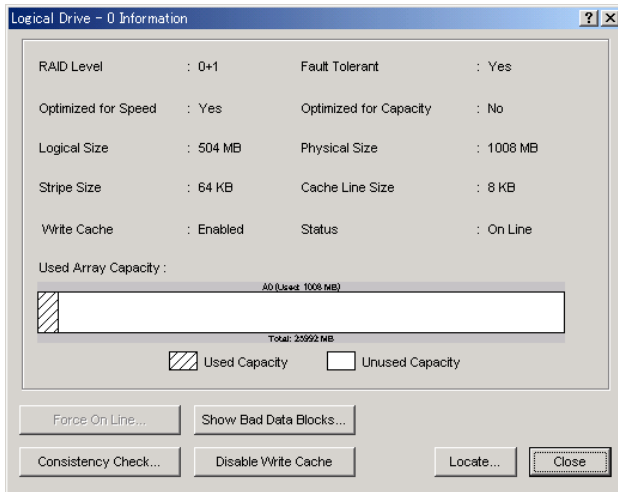 Logical Drive - 0 Information
RAID Level : 0+1 Fault Tolerant : Yes
Optimized for Speed : Yes Optimized for Capacity : No
Logical Size : 504 MB Physical Size : 1008 MB
Stripe Size : 64 KB Cache Line Size : 8 KB
Write Cache : Enabled Status : On Line
Used Array Capacity :
A0 (Used: 1008 MB)
Total: 25992 MB
Used Capacity Unused Capacity
Force On Line... Show Bad Data Blocks...
Consistency Check... Disable Write Cache Locate... Close